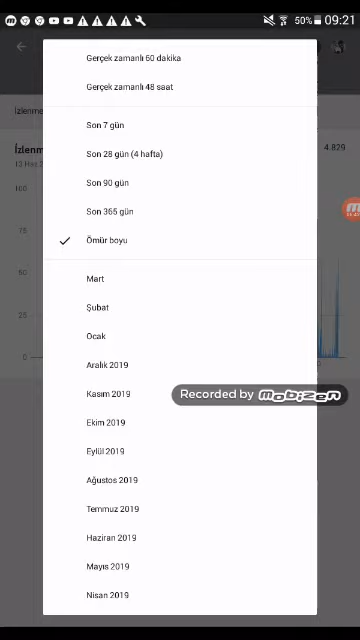 50% 09:21
Gerçek zamanlı 60 dakika
Gerçek zamanlı 48 saat
İzlenme
Son 7 gün
İzlenm
4.829
Son 28 gün (4 hafta)
100
Son 90 gün
Son 365 gün
75
Ömür boyu
50
Mart
Şubat
25
Ocak
0
Aralık 2019
Kasım 2019
Recorded by mobizen
Ekim 2019
Eylül 2019
Ağustos 2019
Temmuz 2019
Haziran 2019
Mayıs 2019
Nisan 2019